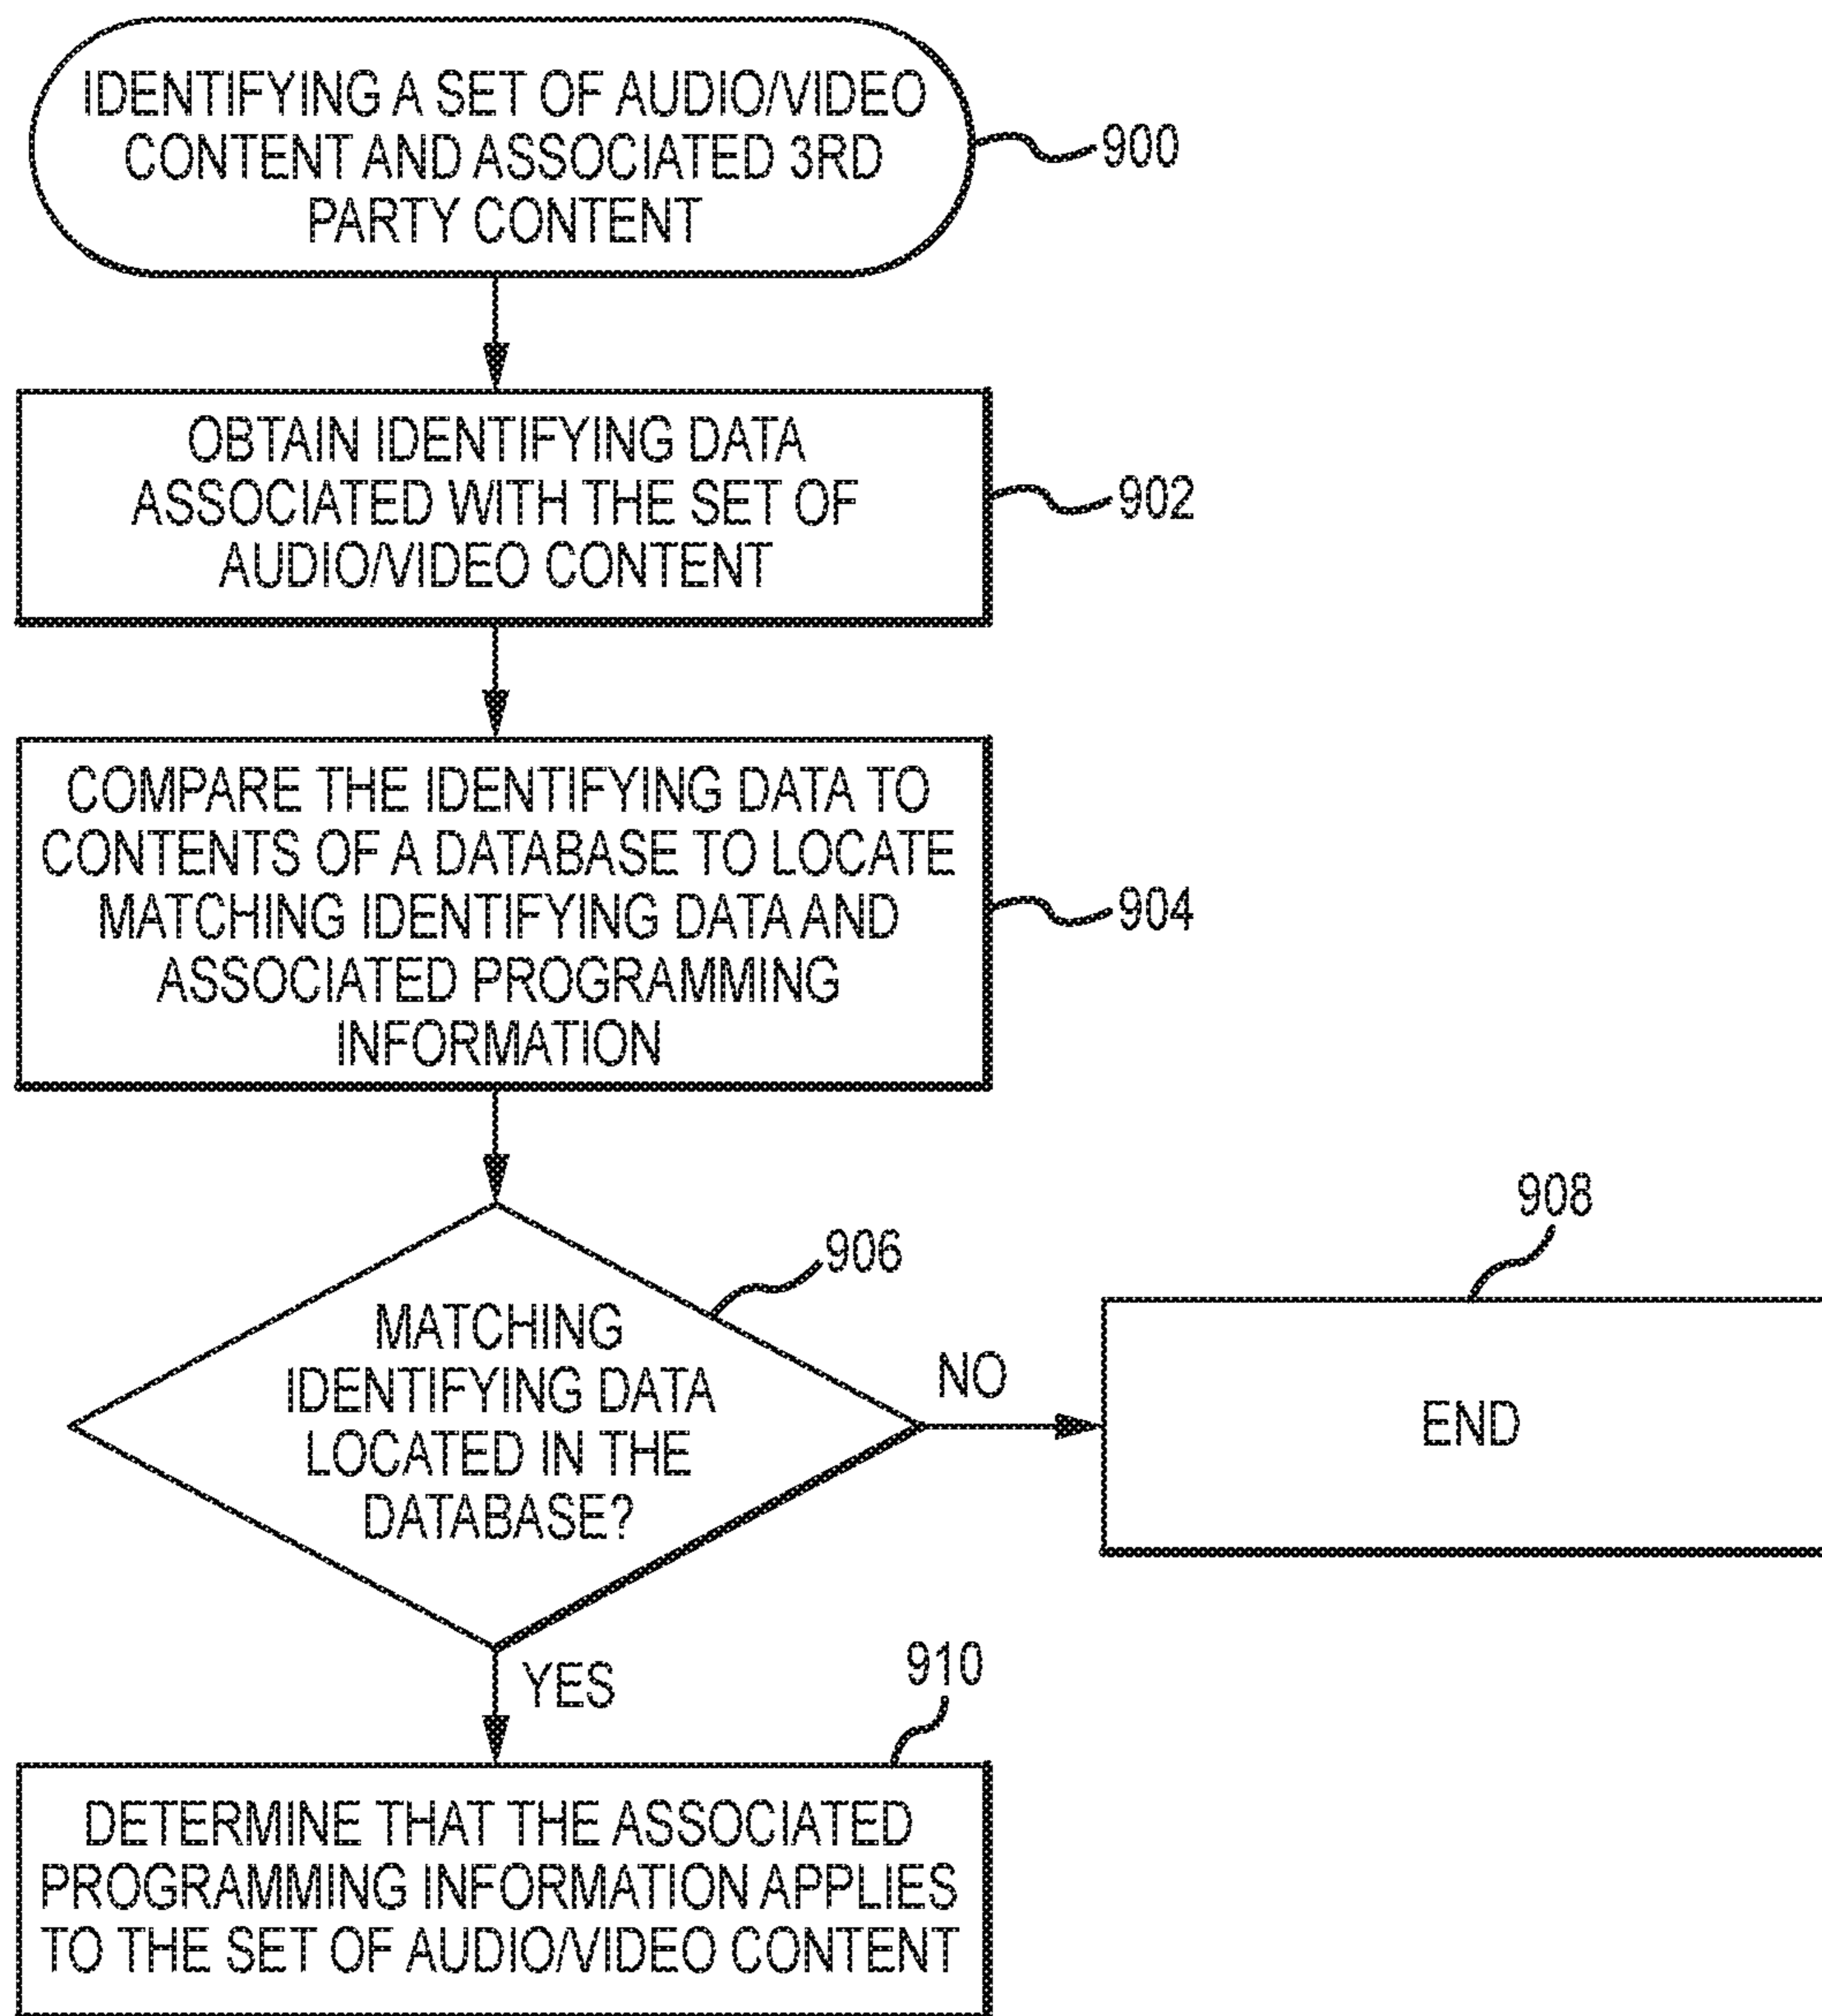 IDENTIFYING A SET OF AUDIO/VIDEO
CONTENT AND ASSOCIATED 3RD
PARTY CONTENT
900
OBTAIN IDENTIFYING DATA
ASSOCIATED WITH THE SET OF
AUDIO/VIDEO CONTENT
902
COMPARE THE IDENTIFYING DATA TO
CONTENTS OF A DATABASE TO LOCATE
MATCHING IDENTIFYING DATA AND
ASSOCIATED PROGRAMMING
INFORMATION
904
906
MATCHING
IDENTIFYING DATA
LOCATED IN THE
DATABASE?
NO
908
END
YES
910
DETERMINE THAT THE ASSOCIATED
PROGRAMMING INFORMATION APPLIES
TO THE SET OF AUDIO/VIDEO CONTENT